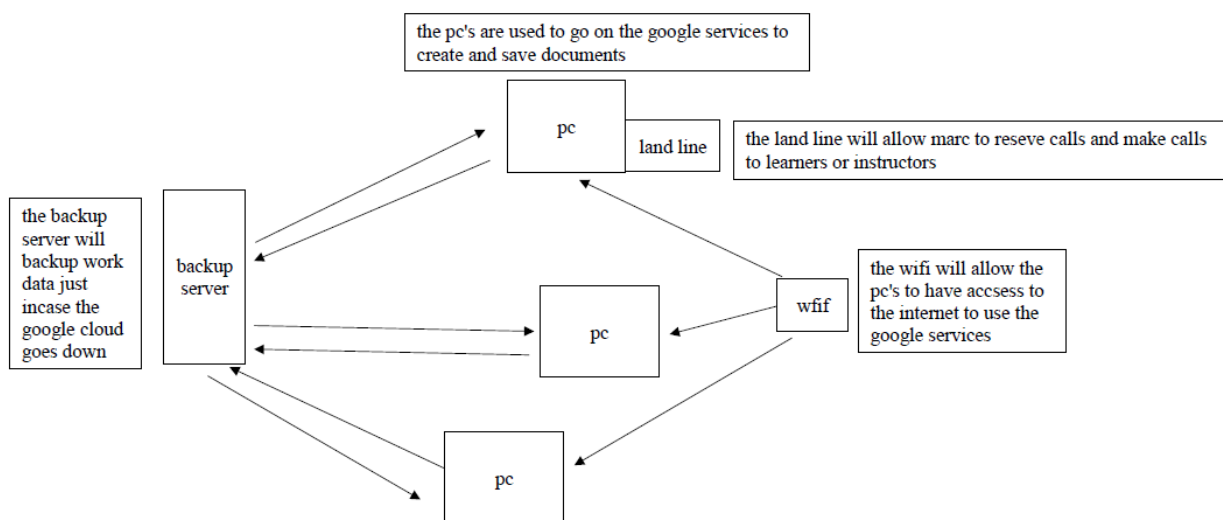 the pc's are used to go on the google services to
create and save documents
pc
land line
the land line will allow marc to reseve calls and make calls
to learners or instructors
the backup
server will
backup work
data just
incase the
google cloud
goes down
backup
server
pc
wfif
the wifi will allow the
pc's to have accsess to
the internet to use the
google services
pc